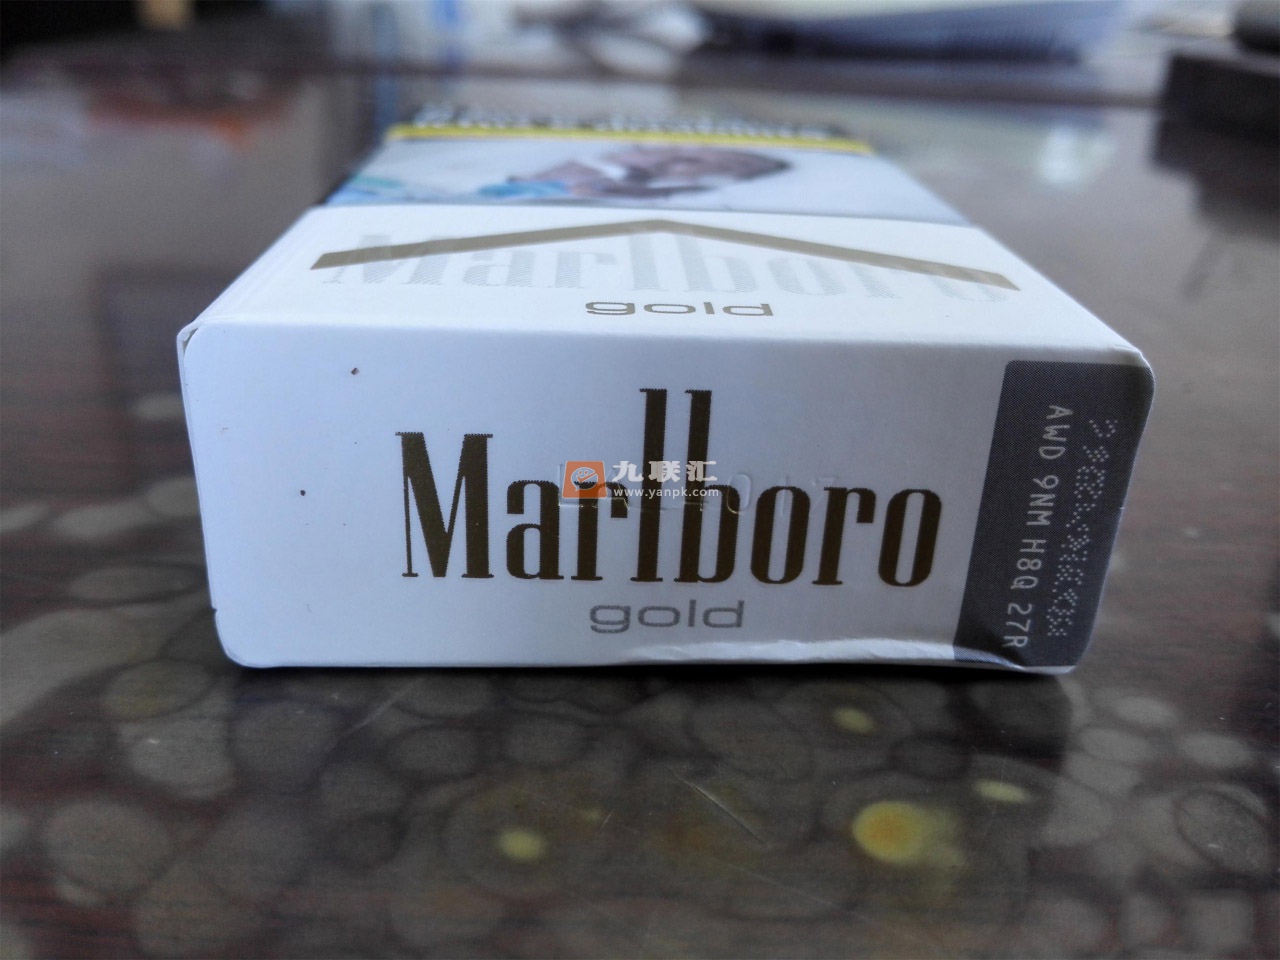 Marlboro
gold
Marlboro
gold
九联汇
www.yanpk.com
AWD 9NM H8Q 27R